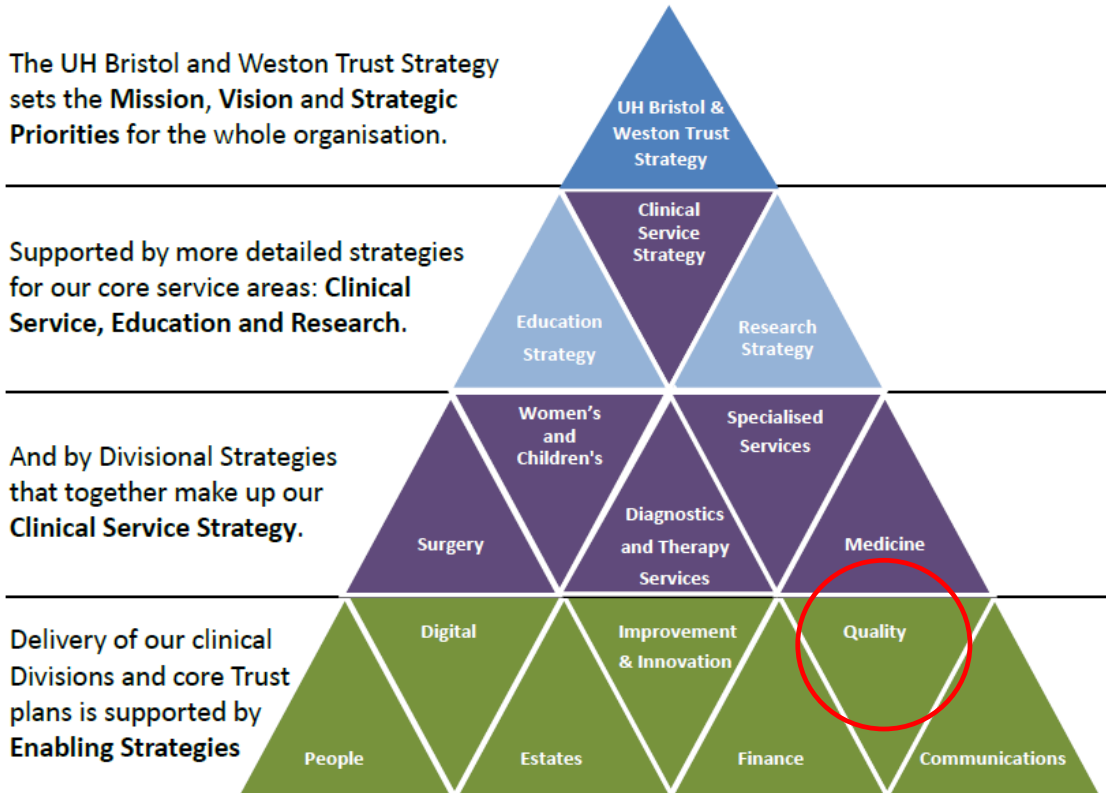 The UH Bristol and Weston Trust Strategy
sets the Mission, Vision and Strategic
Priorities for the whole organisation.
UH Bristol &
Weston Trust
Strategy
Supported by more detailed strategies
for our core service areas: Clinical
Service, Education and Research.
Clinical
Service
Strategy
Education
Strategy
Research
Strategy
And by Divisional Strategies
that together make up our
Clinical Service Strategy.
Women’s
and
Children's
Specialised
Services
Surgery
Diagnostics
and Therapy
Services
Medicine
Delivery of our clinical
Divisions and core Trust
plans is supported by
Enabling Strategies
Digital
Improvement
& Innovation
Quality
People
Estates
Finance
Communications